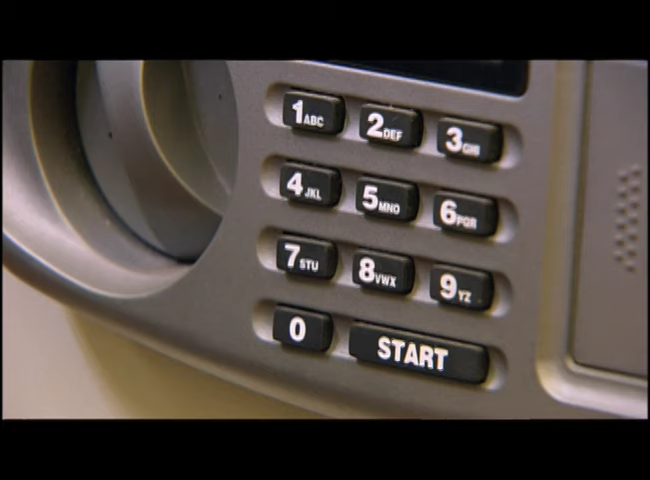 1ABC 2DEF 3GHI
4JKL 5MNO 6PQR
7STU 8VWX 9YZ
0 START